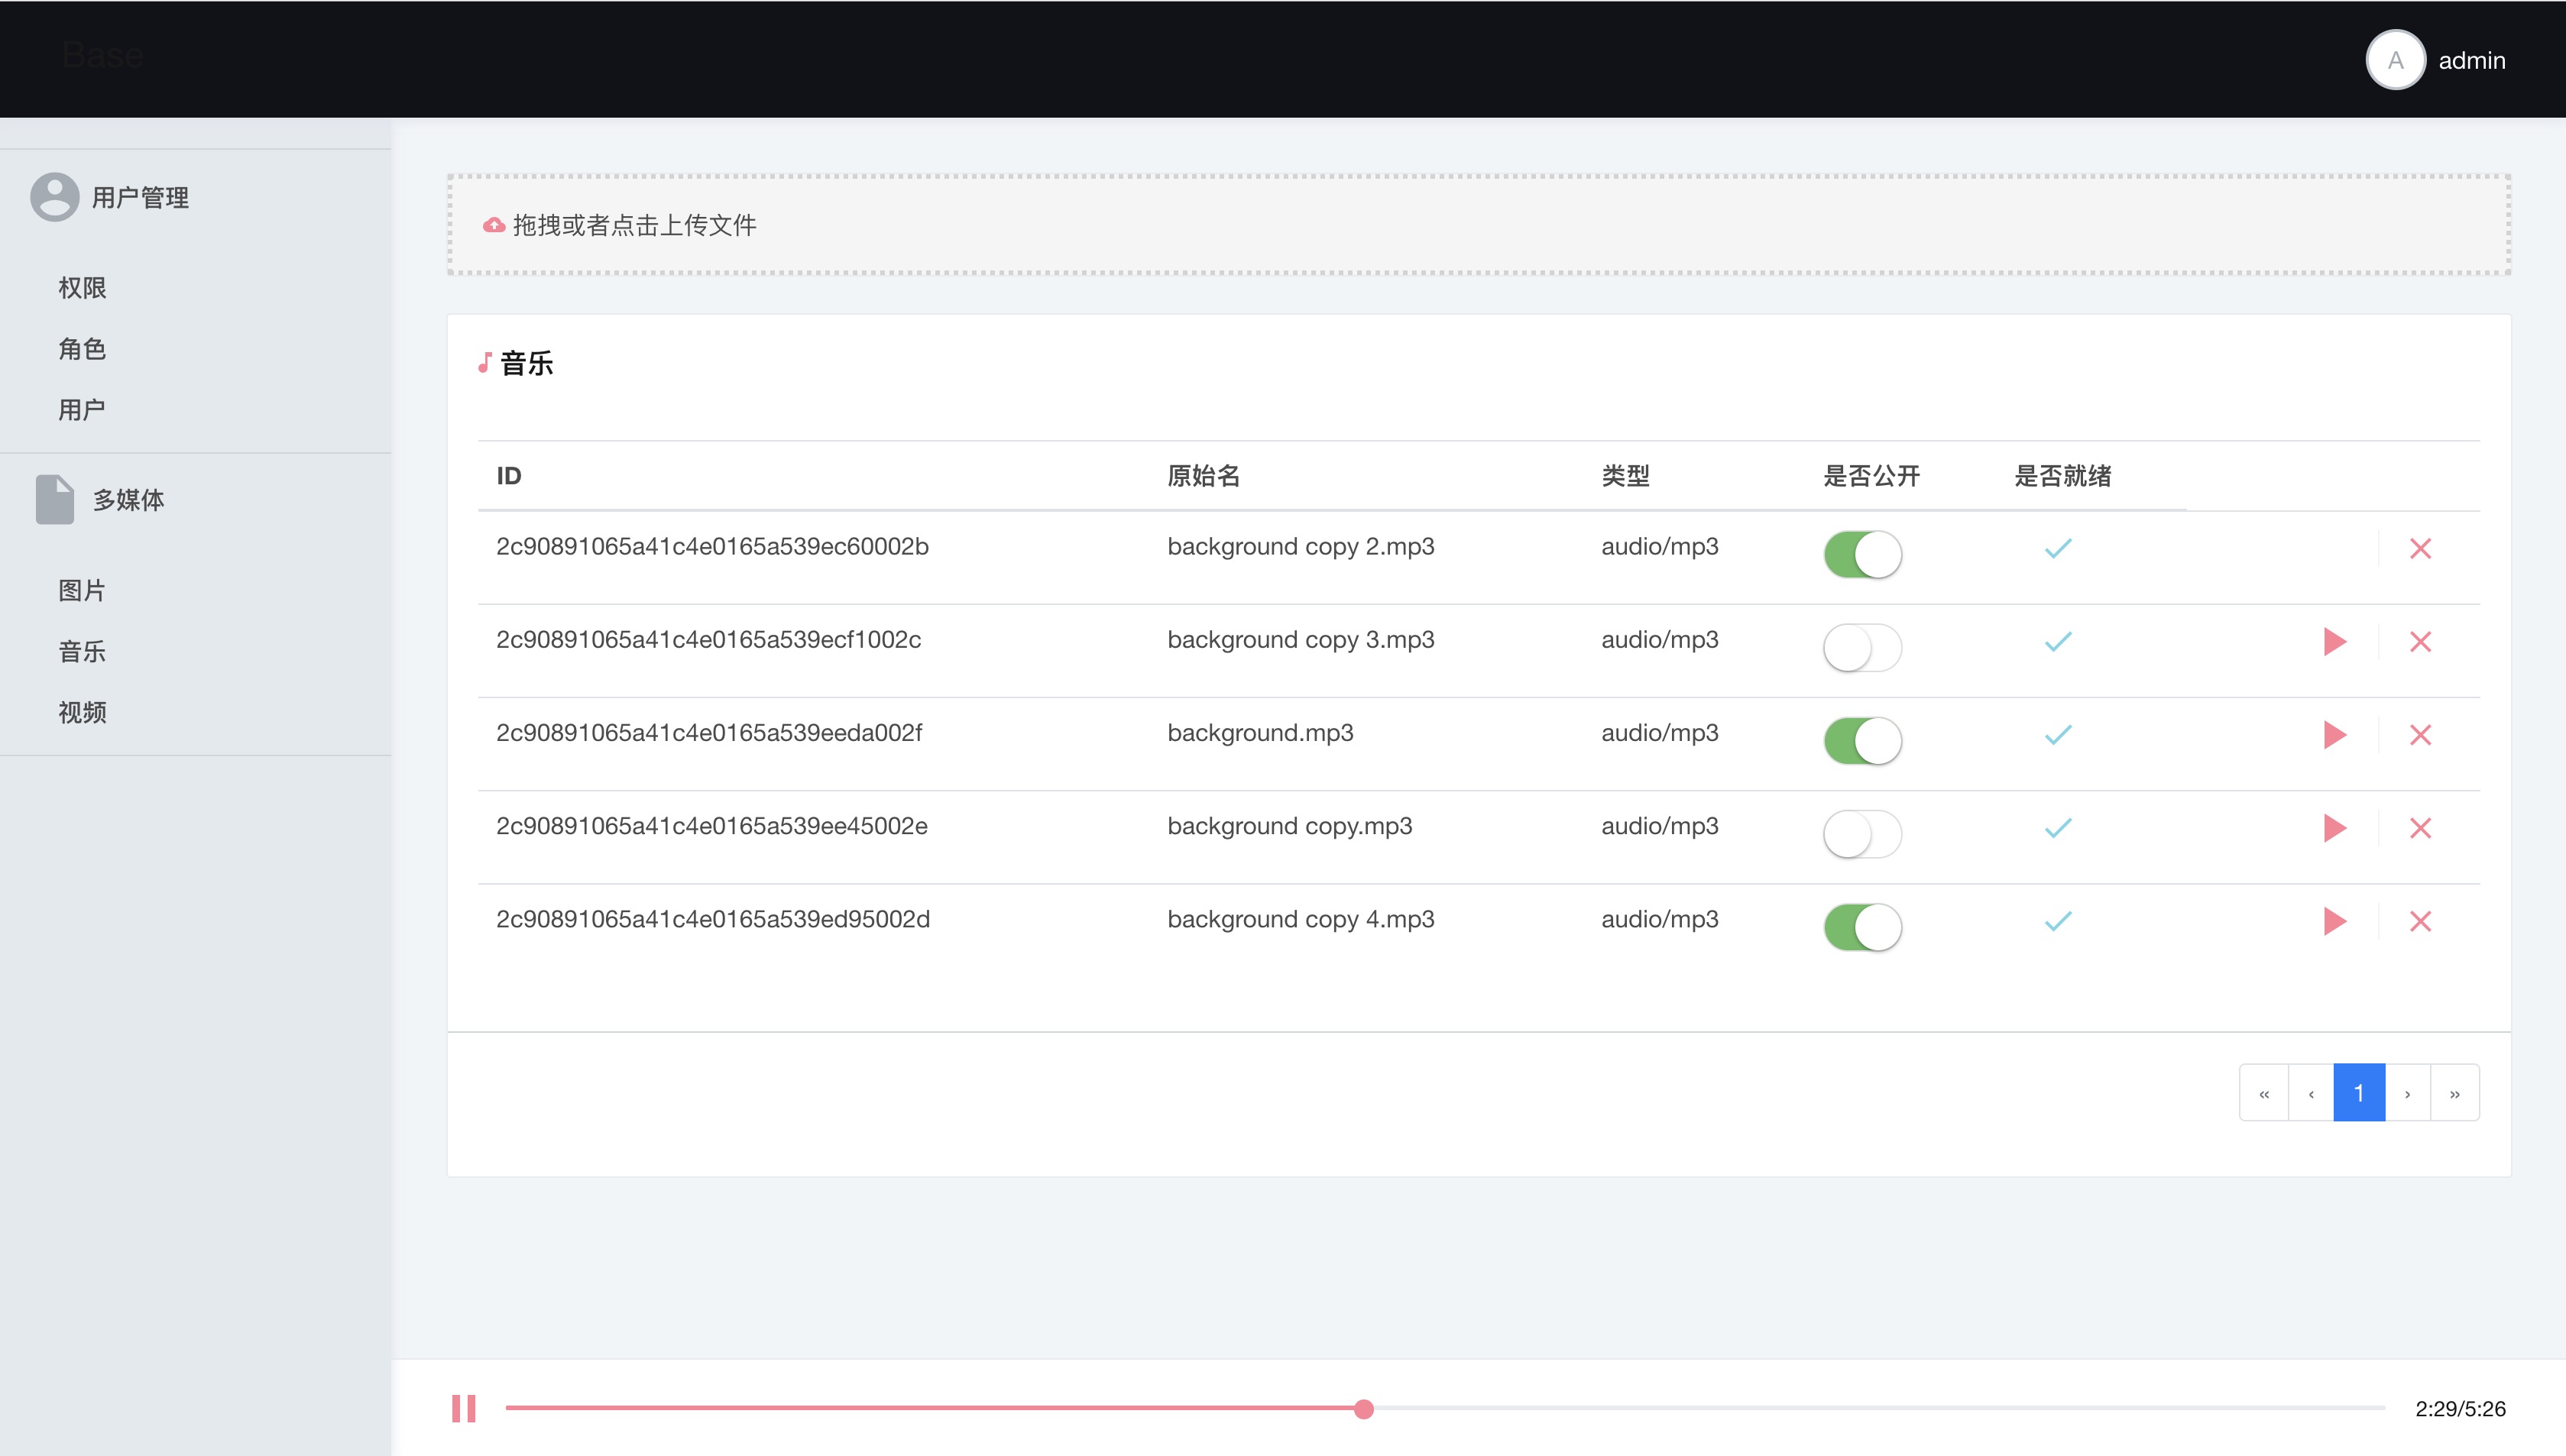 Base
A admin
用户管理
权限
角色
用户
多媒体
图片
音乐
视频
拖拽或者点击上传文件
音乐
ID 原始名 类型 是否公开 是否就绪
2c90891065a41c4e0165a539ec60002b background copy 2.mp3 audio/mp3
2c90891065a41c4e0165a539ecf1002c background copy 3.mp3 audio/mp3
2c90891065a41c4e0165a539eeda002f background.mp3 audio/mp3
2c90891065a41c4e0165a539ee45002e background copy.mp3 audio/mp3
2c90891065a41c4e0165a539ed95002d background copy 4.mp3 audio/mp3
« ‹ 1 › »
2:29/5:26